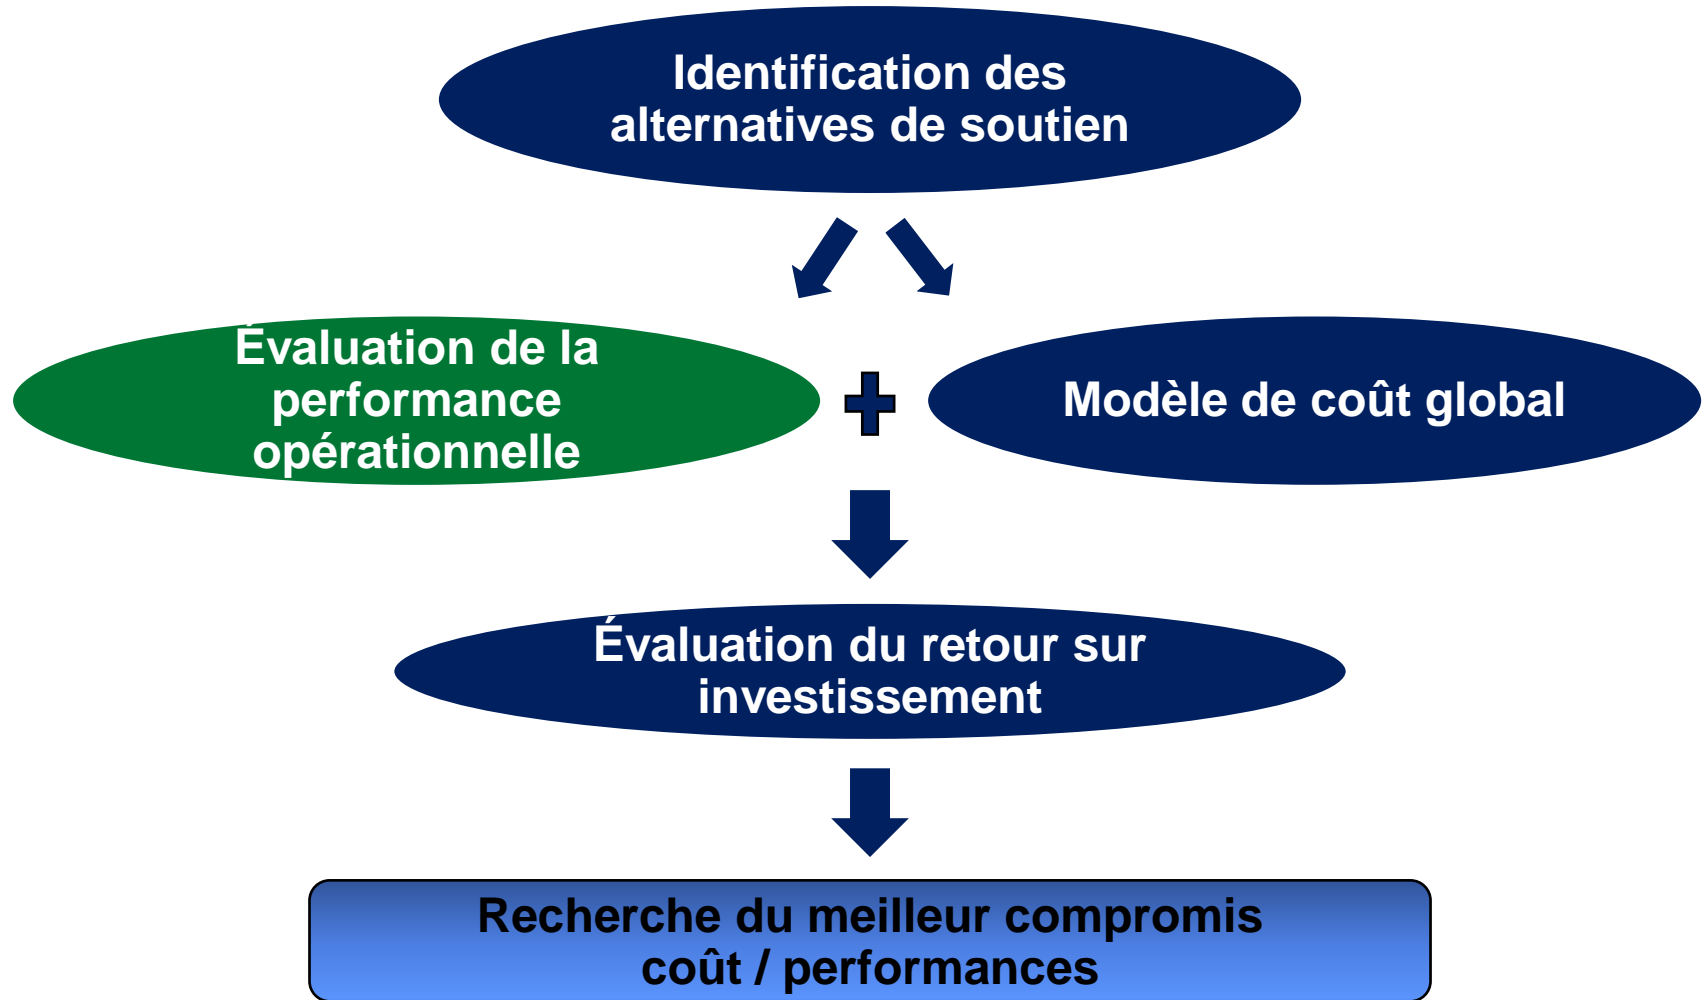 Identification des
alternatives de soutien
Évaluation de la
performance
opérationnelle
Modèle de coût global
Évaluation du retour sur
investissement
Recherche du meilleur compromis
coût / performances